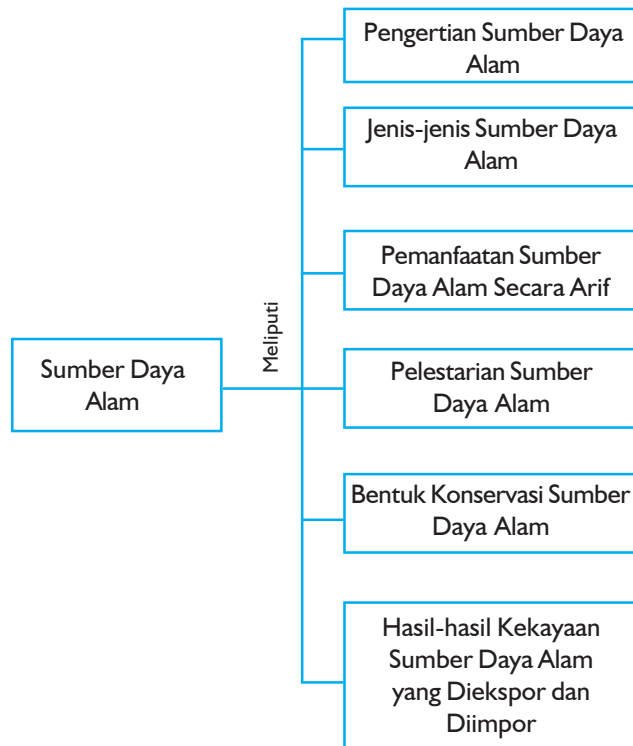 Sumber Daya
Alam
Meliputi
Pengertian Sumber Daya
Alam
Jenis-jenis Sumber Daya
Alam
Pemanfaatan Sumber
Daya Alam Secara Arif
Pelestarian Sumber
Daya Alam
Bentuk Konservasi Sumber
Daya Alam
Hasil-hasil Kekayaan
Sumber Daya Alam
yang Diekspor dan
Diimpor